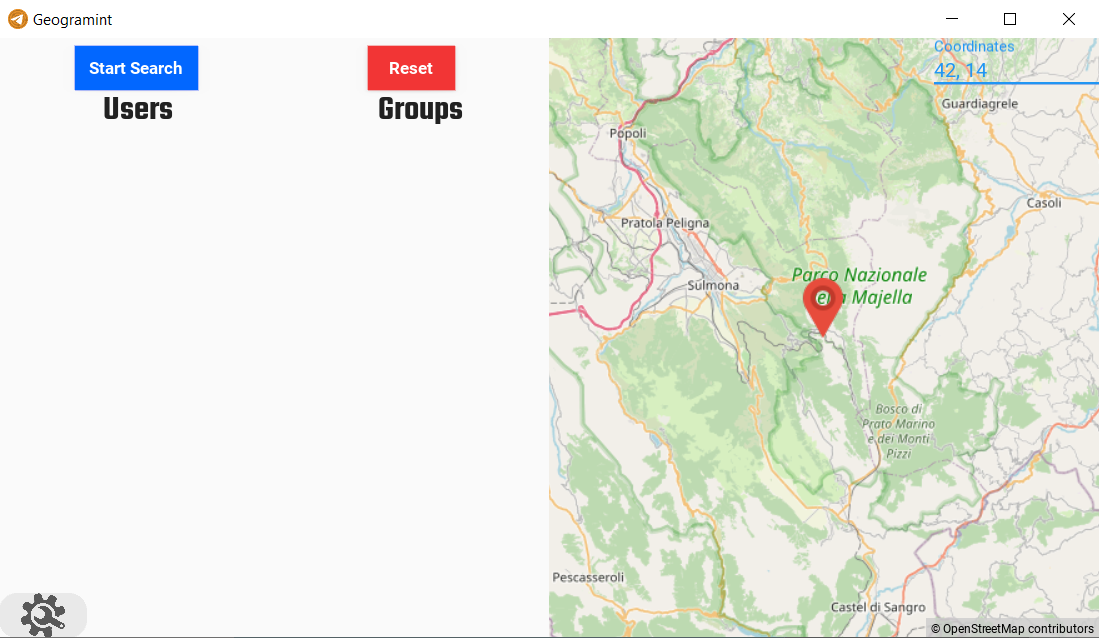 Geogramint
Start Search
Reset
Users
Groups
Coordinates
42, 14
Guardiagrele
Popoli
Casoli
Pratola Peligna
Sulmona
Parco Nazionale
Majella
Bosco di
Prato Marino
e dei Monti
Pizzi
Pescasseroli
Castel di Sangro
© OpenStreetMap contributors